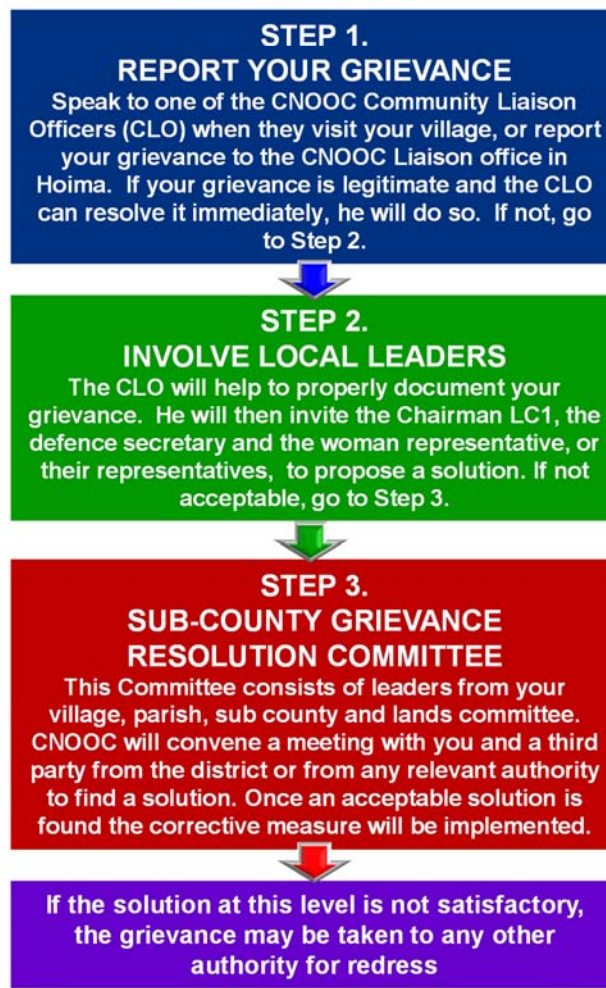 STEP 1.
REPORT YOUR GRIEVANCE
Speak to one of the CNOOC Community Liaison
Officers (CLO) when they visit your village, or report
your grievance to the CNOOC Liaison office in
Hoima. If your grievance is legitimate and the CLO
can resolve it immediately, he will do so. If not, go
to Step 2.
STEP 2.
INVOLVE LOCAL LEADERS
The CLO will help to properly document your
grievance. He will then invite the Chairman LC1, the
defence secretary and the woman representative, or
their representatives, to propose a solution. If not
acceptable, go to Step 3.
STEP 3.
SUB-COUNTY GRIEVANCE
RESOLUTION COMMITTEE
This Committee consists of leaders from your
village, parish, sub county and lands committee.
CNOOC will convene a meeting with you and a third
party from the district or from any relevant authority
to find a solution. Once an acceptable solution is
found the corrective measure will be implemented.
If the solution at this level is not satisfactory,
the grievance may be taken to any other
authority for redress